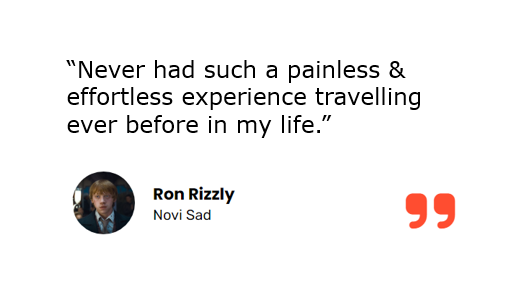 “Never had such a painless &
effortless experience travelling
ever before in my life.”
Ron Rizzly
Novi Sad